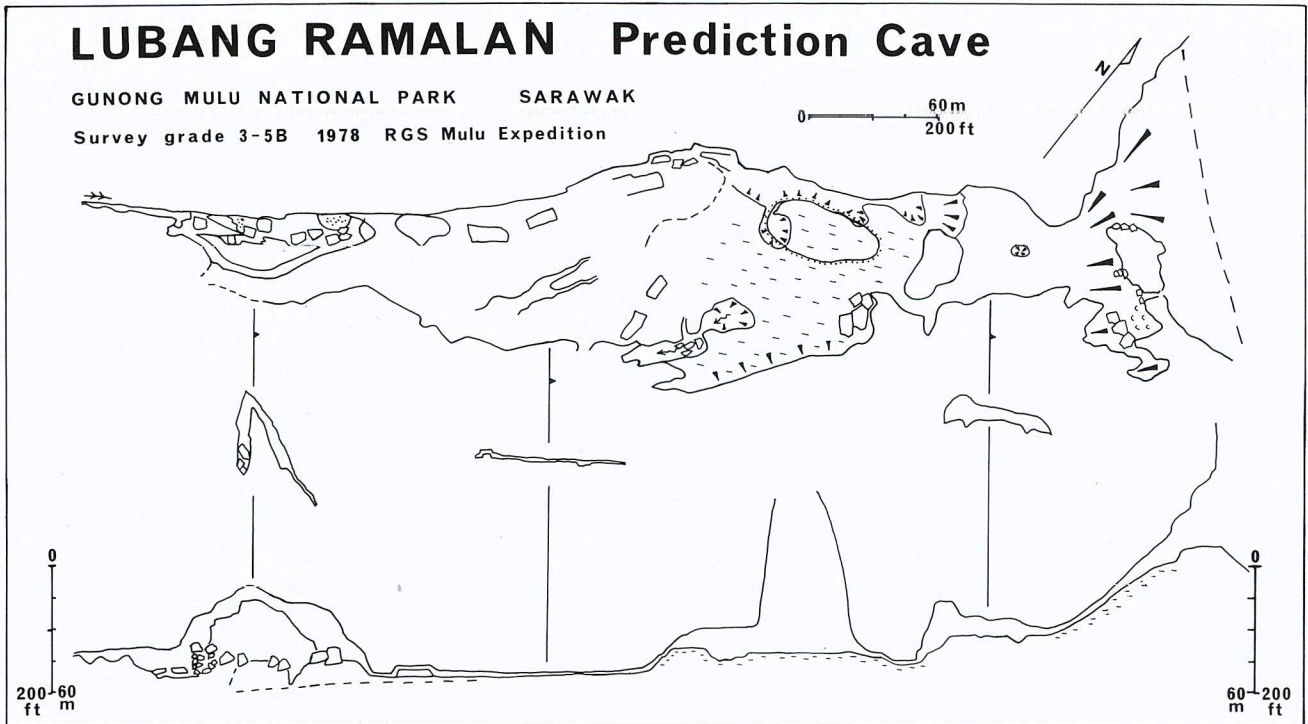 LUBANG RAMALAN Prediction Cave
GUNONG MULU NATIONAL PARK SARAWAK
Survey grade 3-5B 1978 RGS Mulu Expedition
N
0 60m
200ft
0
200 60
ft m
0
60 200
m ft